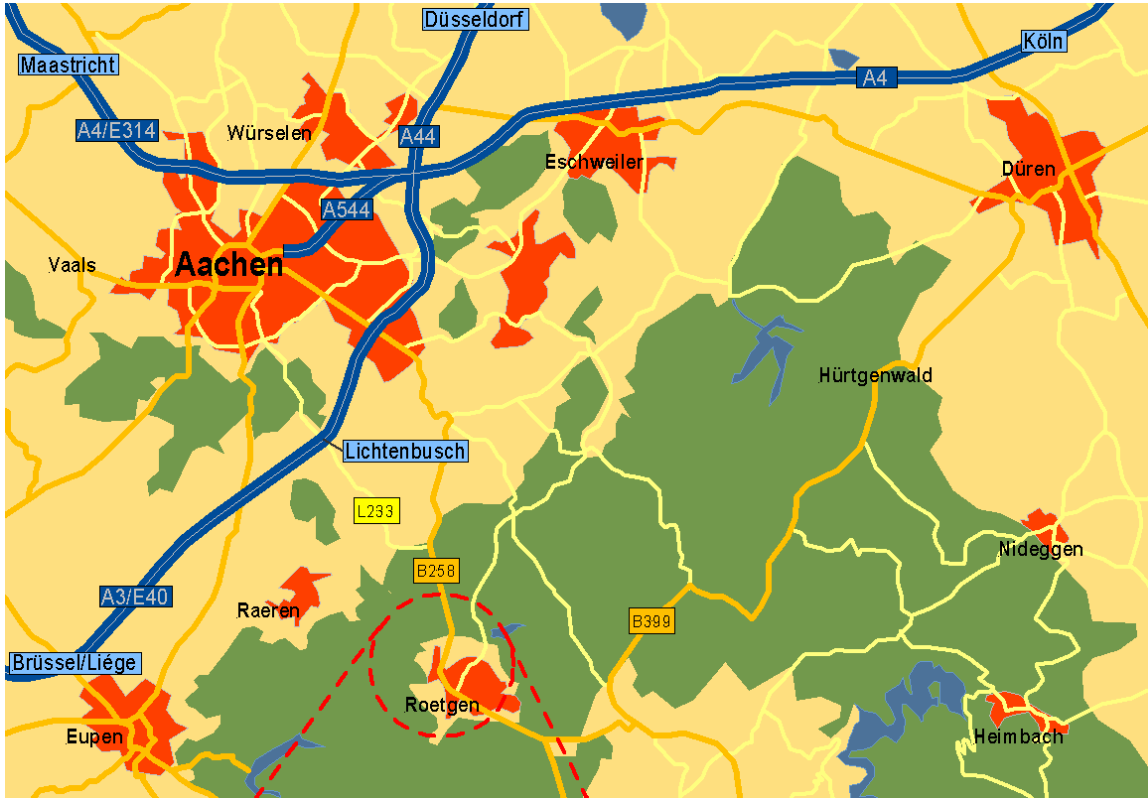 Düsseldorf
Köln
Maastricht
A4
A4/E314
Würselen
A44
Eschweiler
Düren
A544
Vaals
Aachen
Hürtgenwald
Lichtenbusch
L233
Nideggen
B258
A3/E40
Raeren
B399
Brüssel/Liége
Roetgen
Eupen
Heimbach